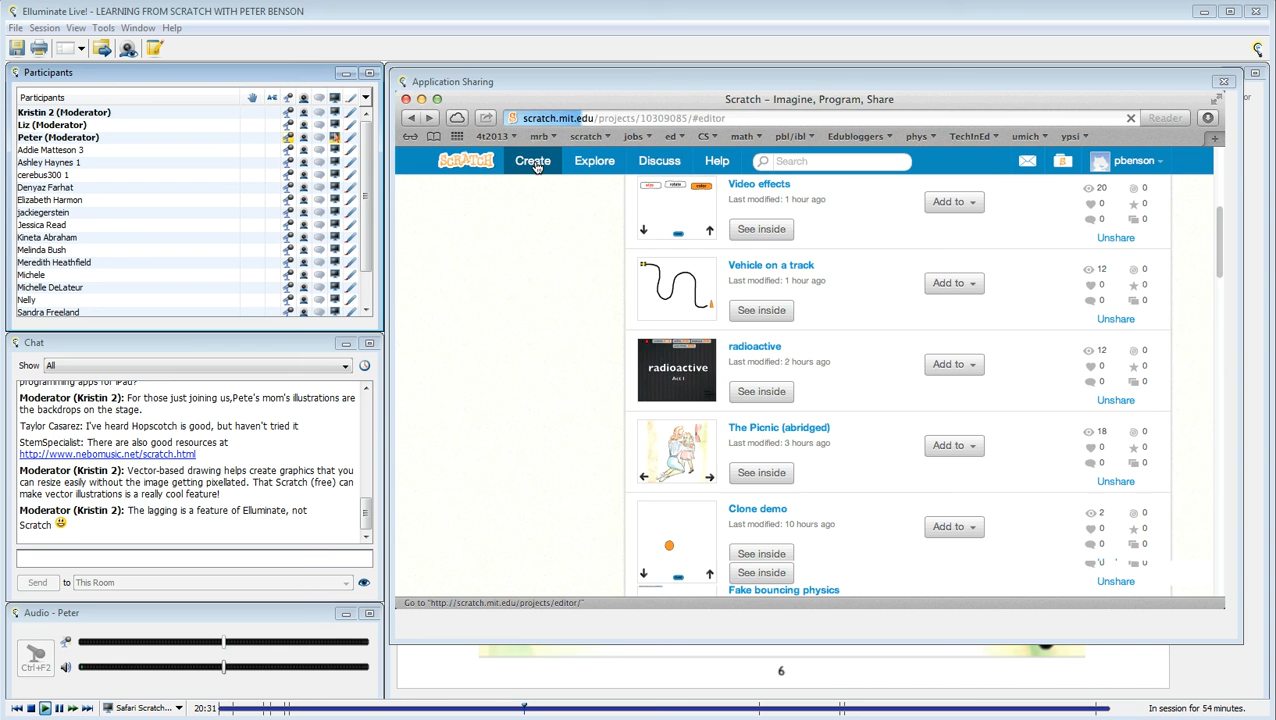 Elluminate Live! - LEARNING FROM SCRATCH WITH PETER BENSON
File Session View Tools Window Help
Participants
Participants
Kristin 2 (Moderator)
Liz (Moderator)
Peter (Moderator)
Addie Matteson 3
Ashley Haynes 1
cerebus300 1
Denyaz Farhat
Elizabeth Harmon
jackiegerstein
Jessica Read
Kineta Abraham
Melinda Bush
Meredith Heathfield
Michele
Michelle DeLateur
Nelly
Sandra Freeland
Chat
Show All
programming apps for iPad?
Moderator (Kristin 2): For those just joining us,Pete's mom's illustrations are
the backdrops on the stage.
Taylor Casarez: I've heard Hopscotch is good, but haven't tried it
StemSpecialist: There are also good resources at
http://www.nebomusic.net/scratch.html
Moderator (Kristin 2): Vector-based drawing helps create graphics that you
can resize easily without the image getting pixellated. That Scratch (free) can
make vector illustrations is a really cool feature!
Moderator (Kristin 2): The lagging is a feature of Elluminate, not
Scratch
Send to This Room
Audio - Peter
Ctrl+F2
Application Sharing
Scratch – Imagine, Program, Share
scratch.mit.edu/projects/10309085/#editor
Reader
4t2013 mrb scratch jobs ed CS math pbl/ibl Edubloggers phys TechlnEd umich ypsi
SCRATCH Create Explore Discuss Help Search pbenson
Video effects
Last modified: 1 hour ago
See inside
Add to
20 0
0 0
0 0
Unshare
Vehicle on a track
Last modified: 1 hour ago
See inside
Add to
12 0
0 0
0 0
Unshare
radioactive
Act I
radioactive
Last modified: 2 hours ago
See inside
Add to
12 0
0 0
0 0
Unshare
The Picnic (abridged)
Last modified: 3 hours ago
See inside
Add to
18 0
0 0
0 0
Unshare
Clone demo
Last modified: 10 hours ago
See inside
See inside
Add to
2 0
0 0
Unshare
Fake bouncing physics
Go to "http://scratch.mit.edu/projects/editor/"
6
Safari Scratch... 20:31 In session for 54 minutes.